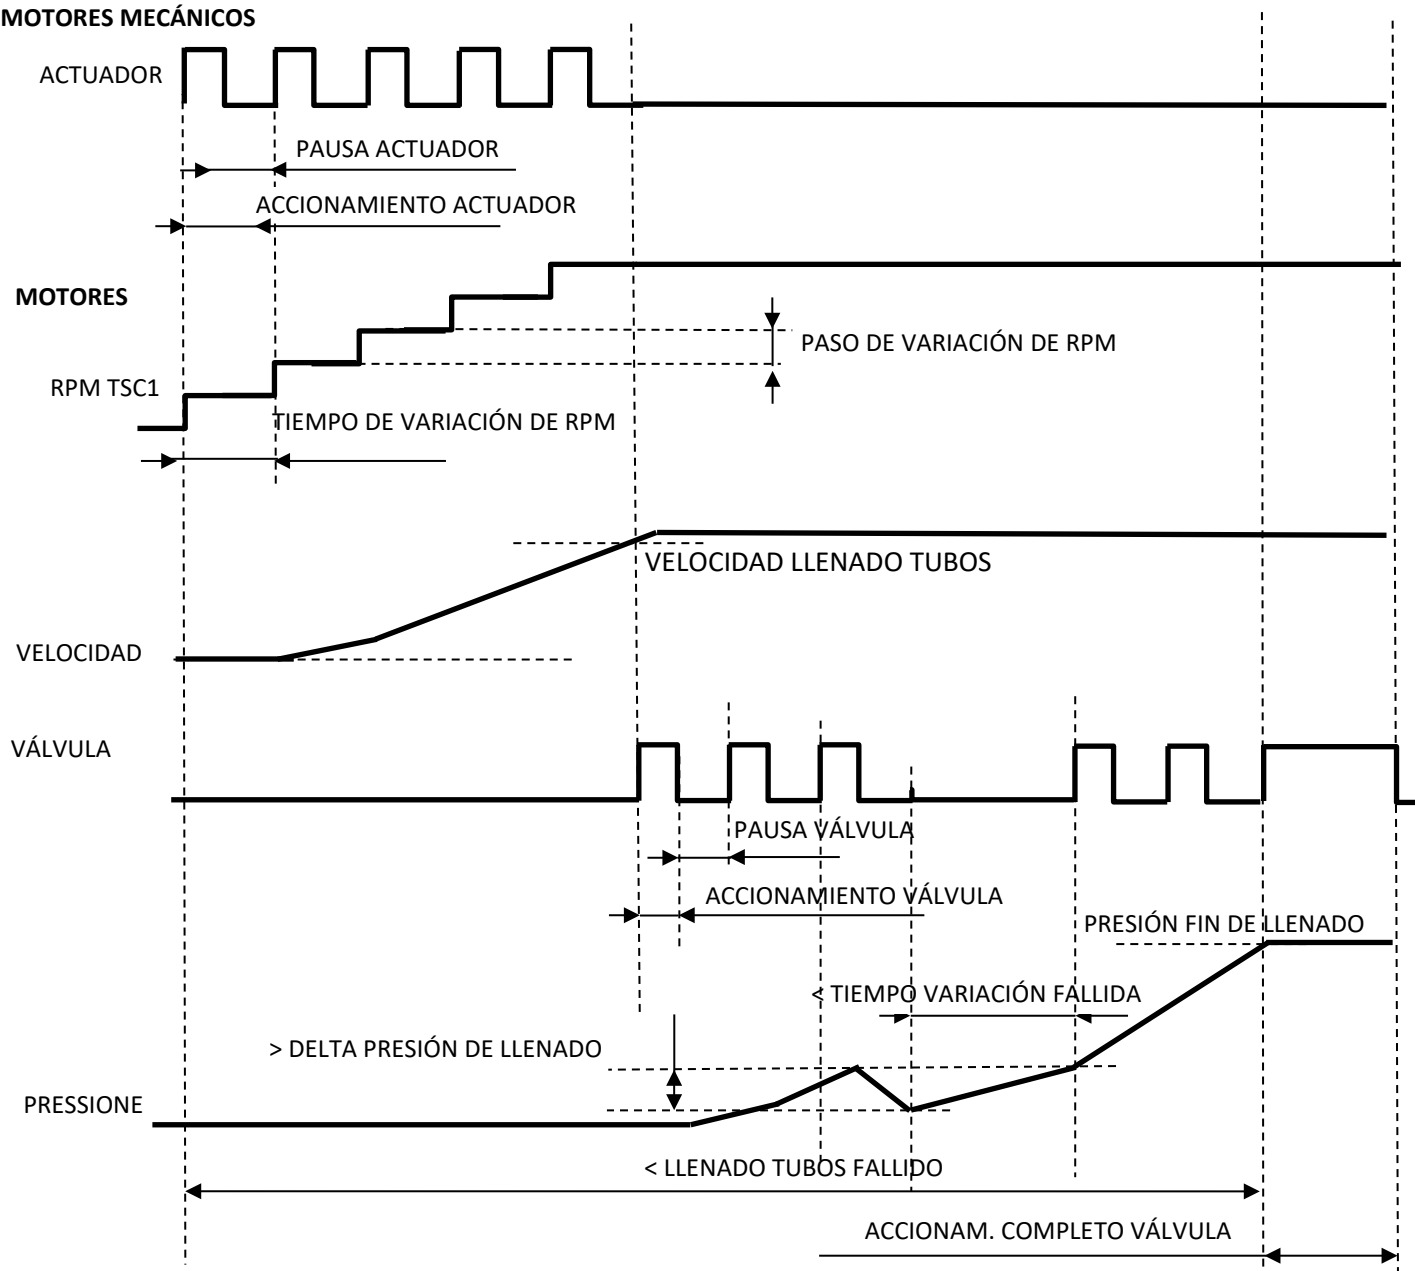 MOTORES MECÁNICOS
ACTUADOR
PAUSA ACTUADOR
ACCIONAMIENTO ACTUADOR
MOTORES
PASO DE VARIACIÓN DE RPM
RPM TSC1
TIEMPO DE VARIACIÓN DE RPM
VELOCIDAD LLENADO TUBOS
VELOCIDAD
VÁLVULA
PAUSA VÁLVULA
ACCIONAMIENTO VÁLVULA
PRESIÓN FIN DE LLENADO
< TIEMPO VARIACIÓN FALLIDA
> DELTA PRESIÓN DE LLENADO
PRESSIONE
< LLENADO TUBOS FALLIDO
ACCIONAM. COMPLETO VÁLVULA